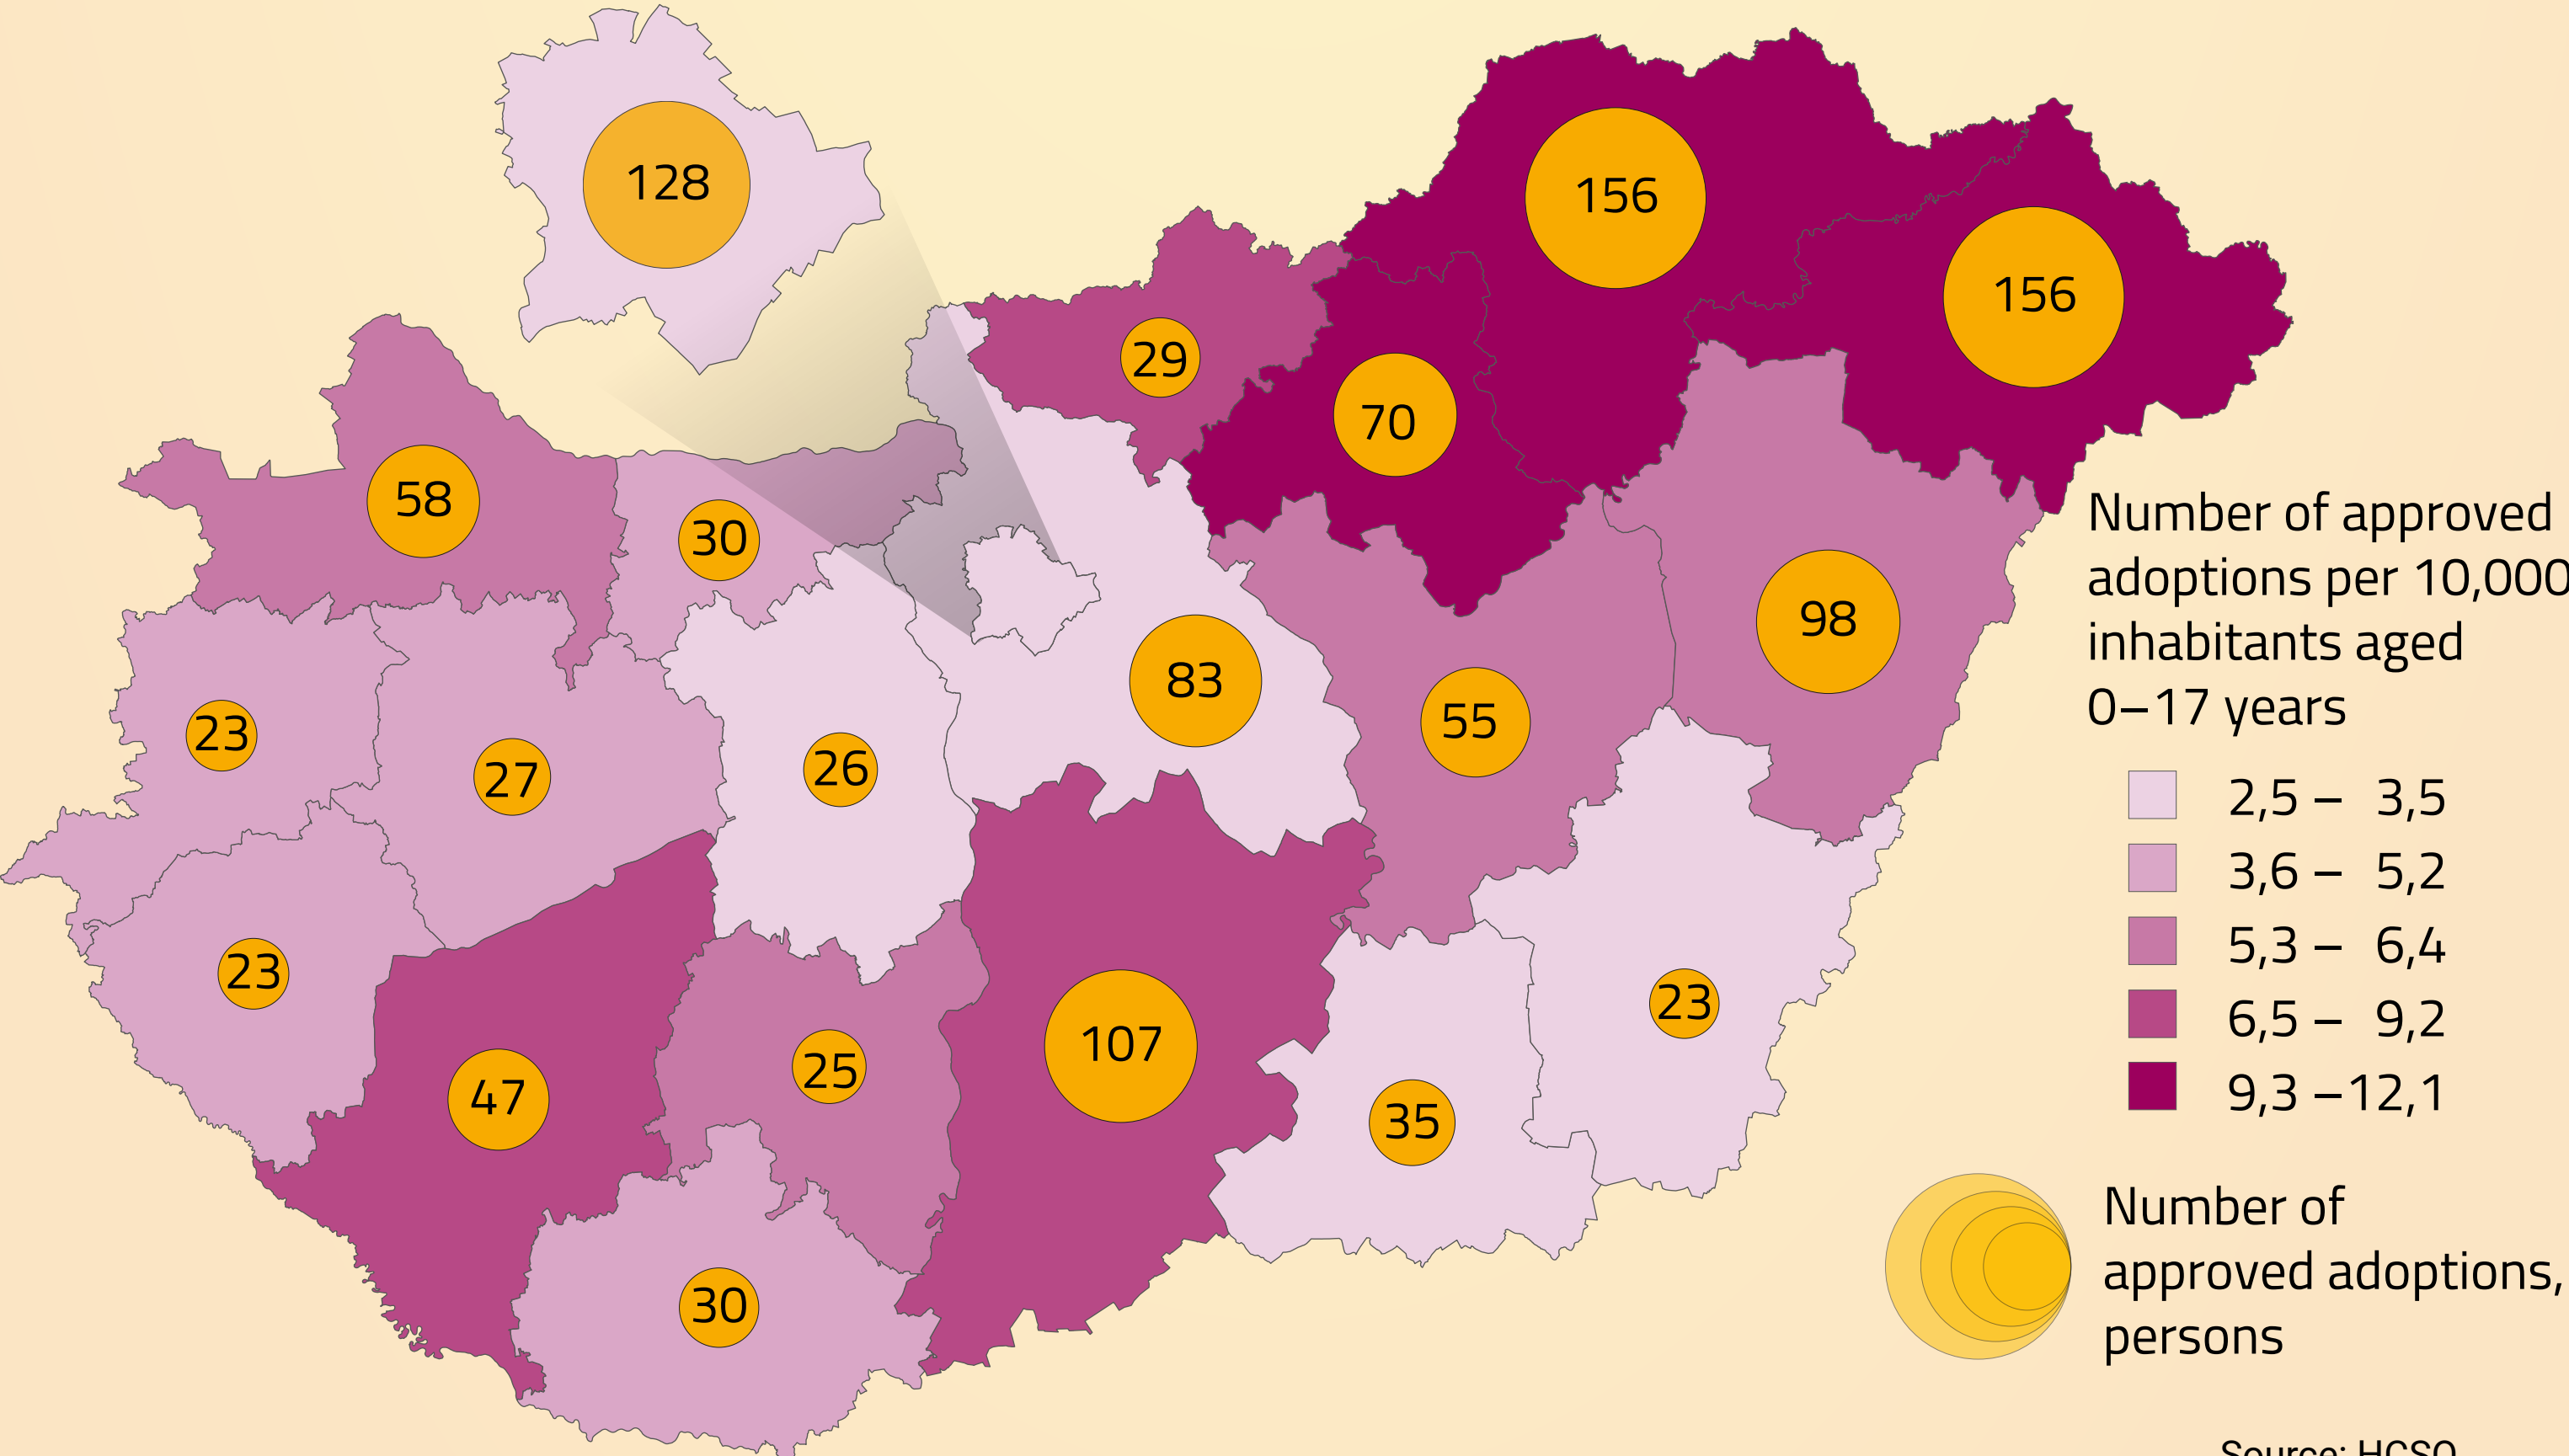 128
156
156
29
70
58
30
98
83
55
23
27
26
23
23
107
25
47
35
30
Number of approved
adoptions per 10,000
inhabitants aged
0–17 years
2,5 – 3,5
3,6 – 5,2
5,3 – 6,4
6,5 – 9,2
9,3 –12,1
Number of
approved adoptions,
persons
Source: HCSO